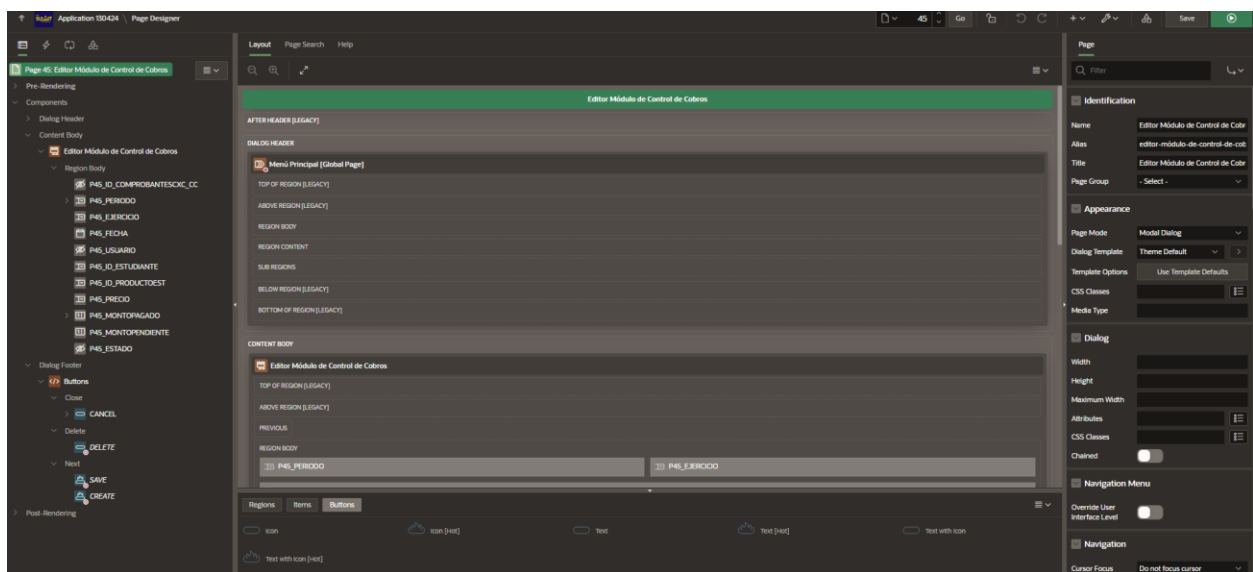 Application 130424 \ Page Designer
45
Go
Save
Page 45: Editor Módulo de Control de Cobros
Pre-Rendering
Components
Dialog Header
Content Body
Editor Módulo de Control de Cobros
Region Body
P45_ID_COMPROBANTESCXC_CC
P45_PERIODO
P45_EJERCICIO
P45_FECHA
P45_USUARIO
P45_ID_ESTUDIANTE
P45_ID_PRODUCTOEST
P45_PRECIO
P45_MONTOPAGADO
P45_MONTOPENDIENTE
P45_ESTADO
Dialog Footer
Buttons
Close
CANCEL
Delete
DELETE
Next
SAVE
CREATE
Post-Rendering
Layout Page Search Help
Editor Módulo de Control de Cobros
AFTER HEADER [LEGACY]
DIALOG HEADER
Menú Principal [Global Page]
TOP OF REGION [LEGACY]
ABOVE REGION [LEGACY]
REGION BODY
REGION CONTENT
SUB REGIONS
BELOW REGION [LEGACY]
BOTTOM OF REGION [LEGACY]
CONTENT BODY
Editor Módulo de Control de Cobros
TOP OF REGION [LEGACY]
ABOVE REGION [LEGACY]
PREVIOUS
REGION BODY
P45_PERIODO P45_EJERCICIO
Regions Items Buttons
Icon Icon [Hot] Text Text [Hot] Text with Icon
Text with Icon [Hot]
Page
Filter
Identification
Name Editor Módulo de Control de Cobr
Alias editor-módulo-de-control-de-cob
Title Editor Módulo de Control de Cobr
Page Group - Select -
Appearance
Page Mode Modal Dialog
Dialog Template Theme Default
Template Options Use Template Defaults
CSS Classes
Media Type
Dialog
Width
Height
Maximum Width
Attributes
CSS Classes
Chained
Navigation Menu
Override User
Interface Level
Navigation
Cursor Focus Do not focus cursor